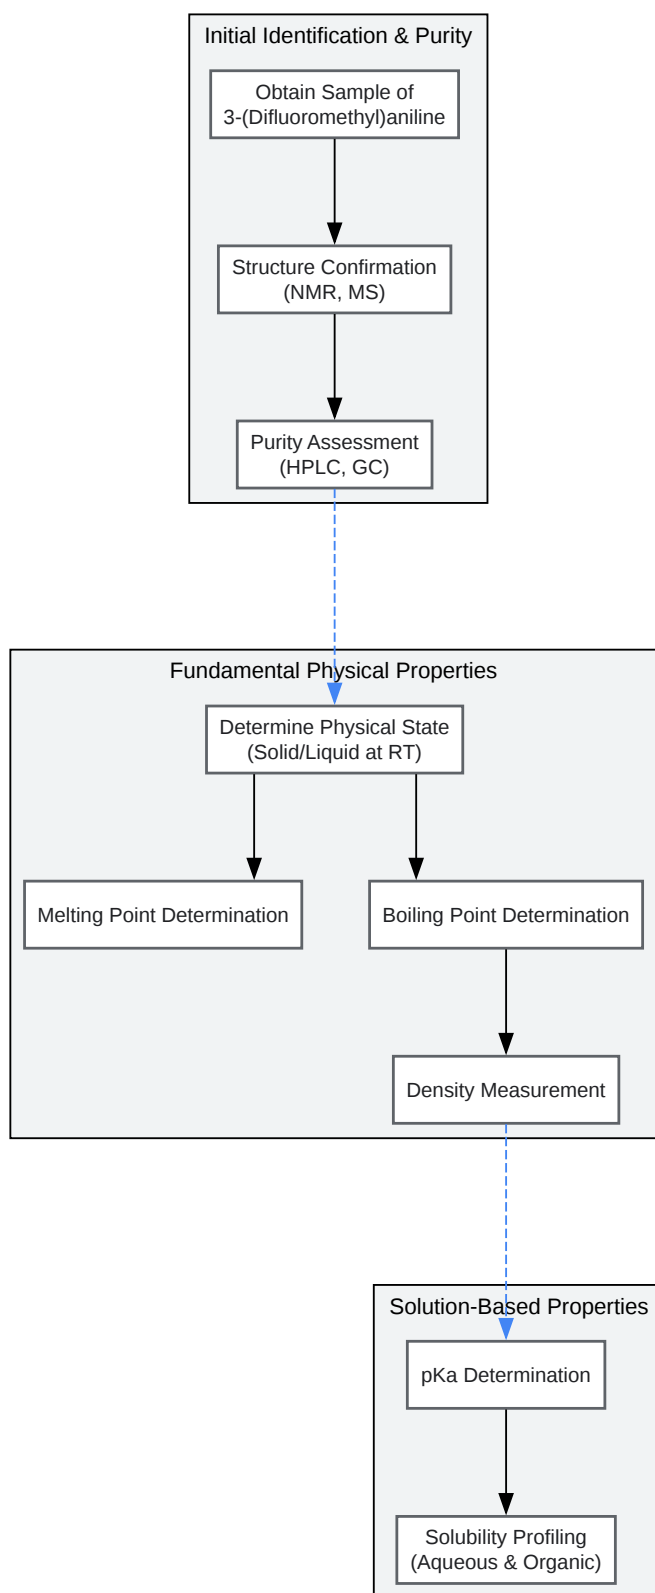 Initial Identification & Purity
Obtain Sample of
3-(Difluoromethyl)aniline
Structure Confirmation
(NMR, MS)
Purity Assessment
(HPLC, GC)
Fundamental Physical Properties
Determine Physical State
(Solid/Liquid at RT)
Melting Point Determination
Boiling Point Determination
Density Measurement
Solution-Based Properties
pKa Determination
Solubility Profiling
(Aqueous & Organic)